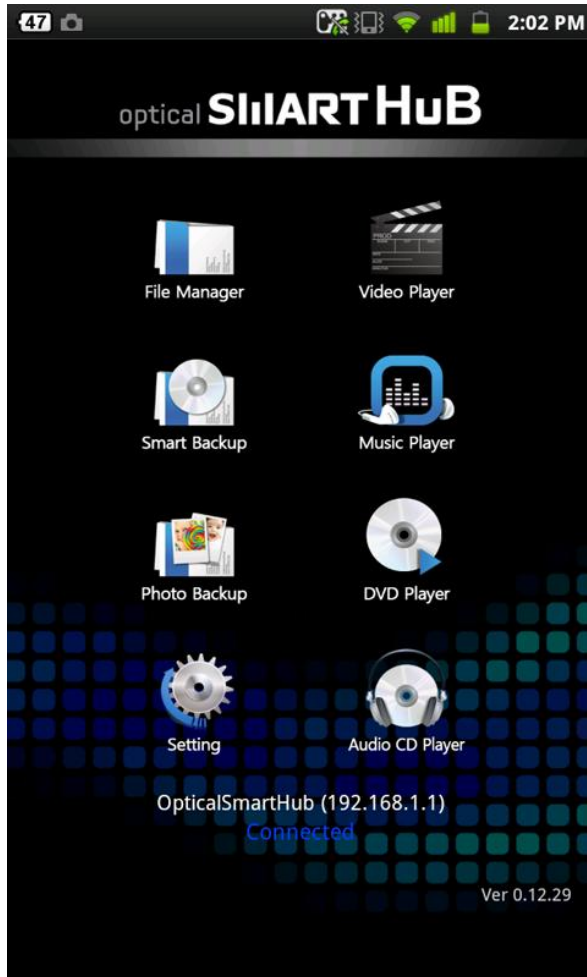 47
2:02 PM
optical SMART HuB
File Manager
Video Player
Smart Backup
Music Player
Photo Backup
DVD Player
Setting
Audio CD Player
OpticalSmartHub (192.168.1.1)
Connected
Ver 0.12.29